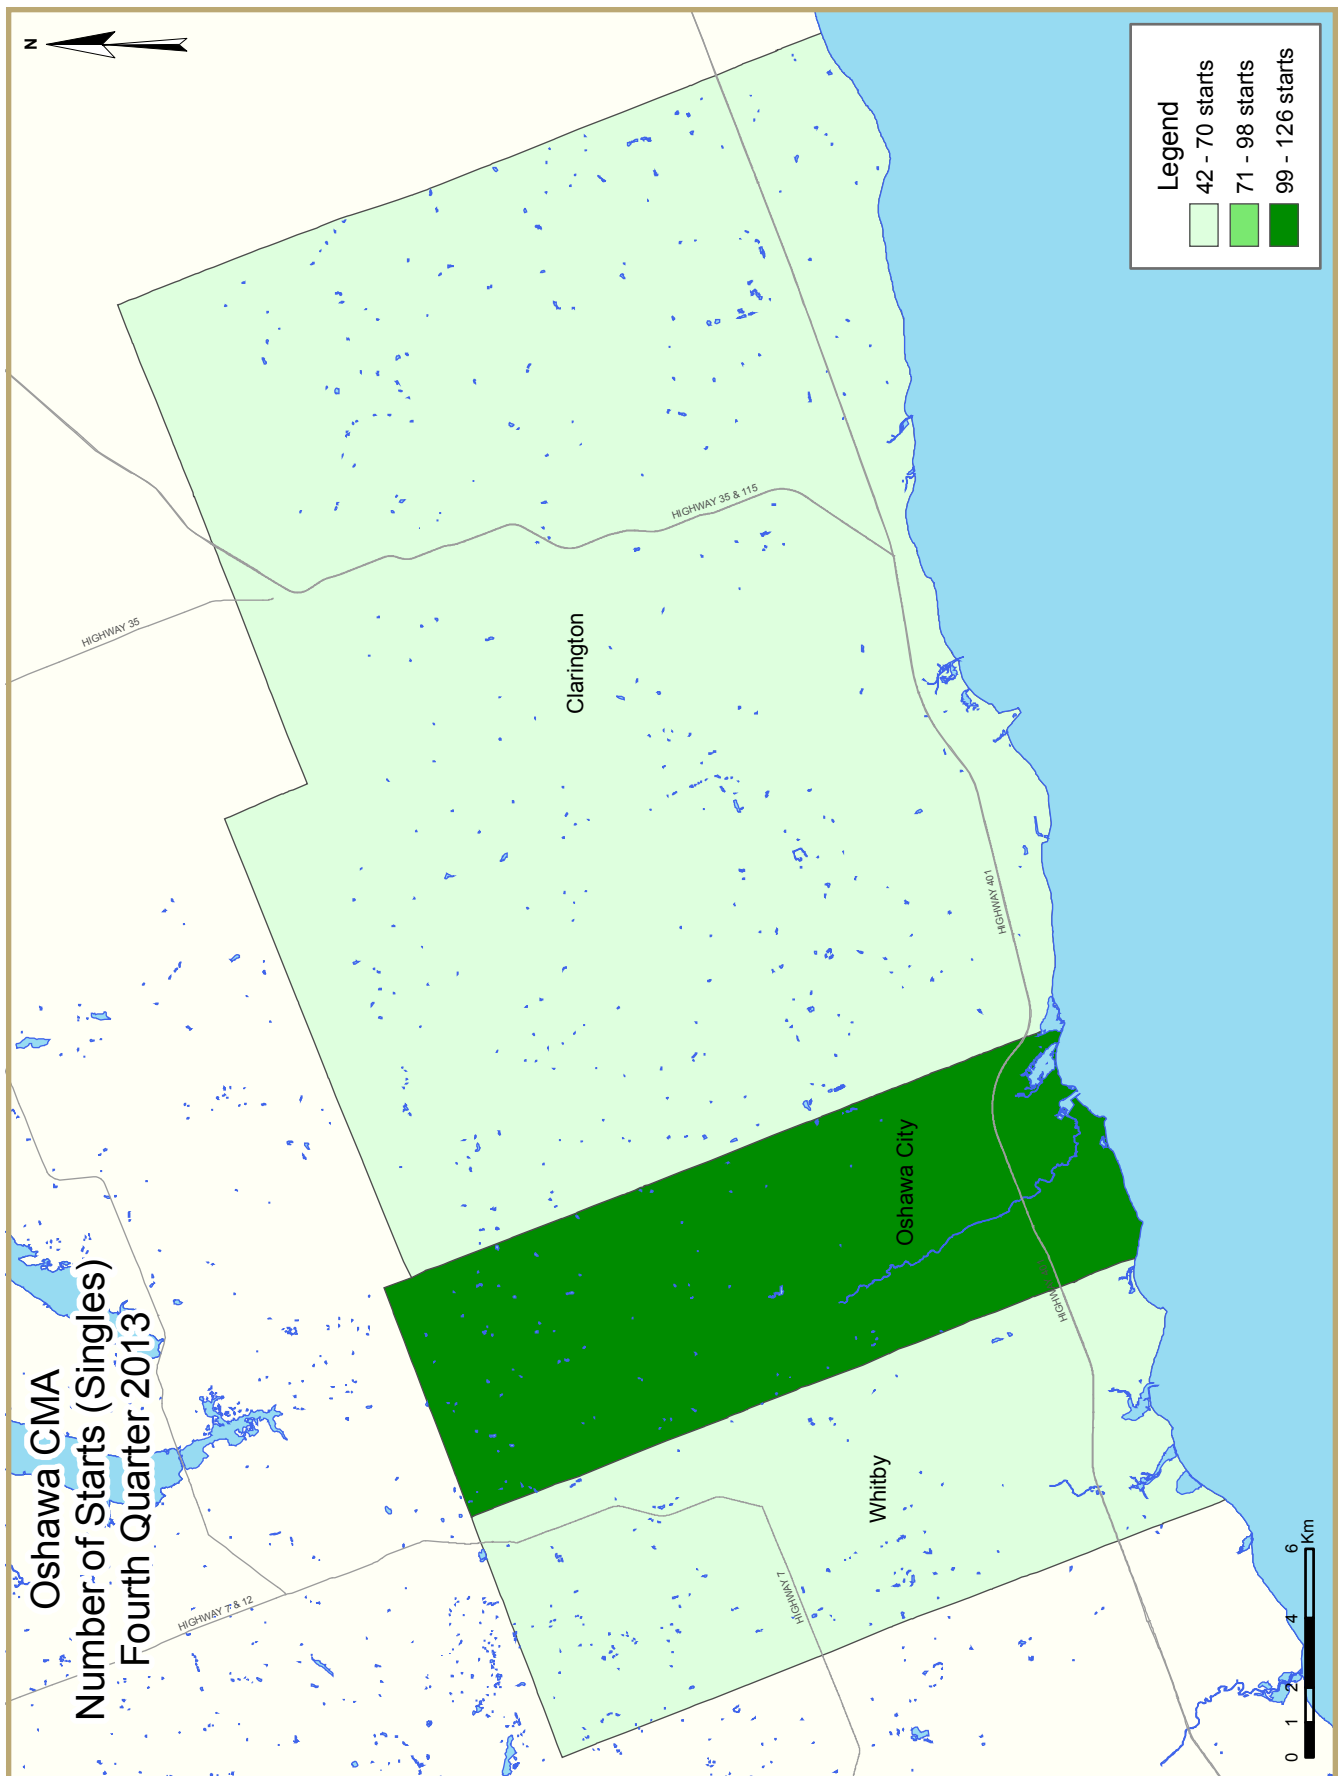 Oshawa CMA
Number of Starts (Singles)
Fourth Quarter 2013
N
HIGHWAY 7 & 12
HIGHWAY 35
HIGHWAY 35 & 115
Clarington
HIGHWAY 401
Oshawa City
Whitby
HIGHWAY 7
HIGHWAY
Legend
42 - 70 starts
71 - 98 starts
99 - 126 starts
0 1 2 4 6
Km